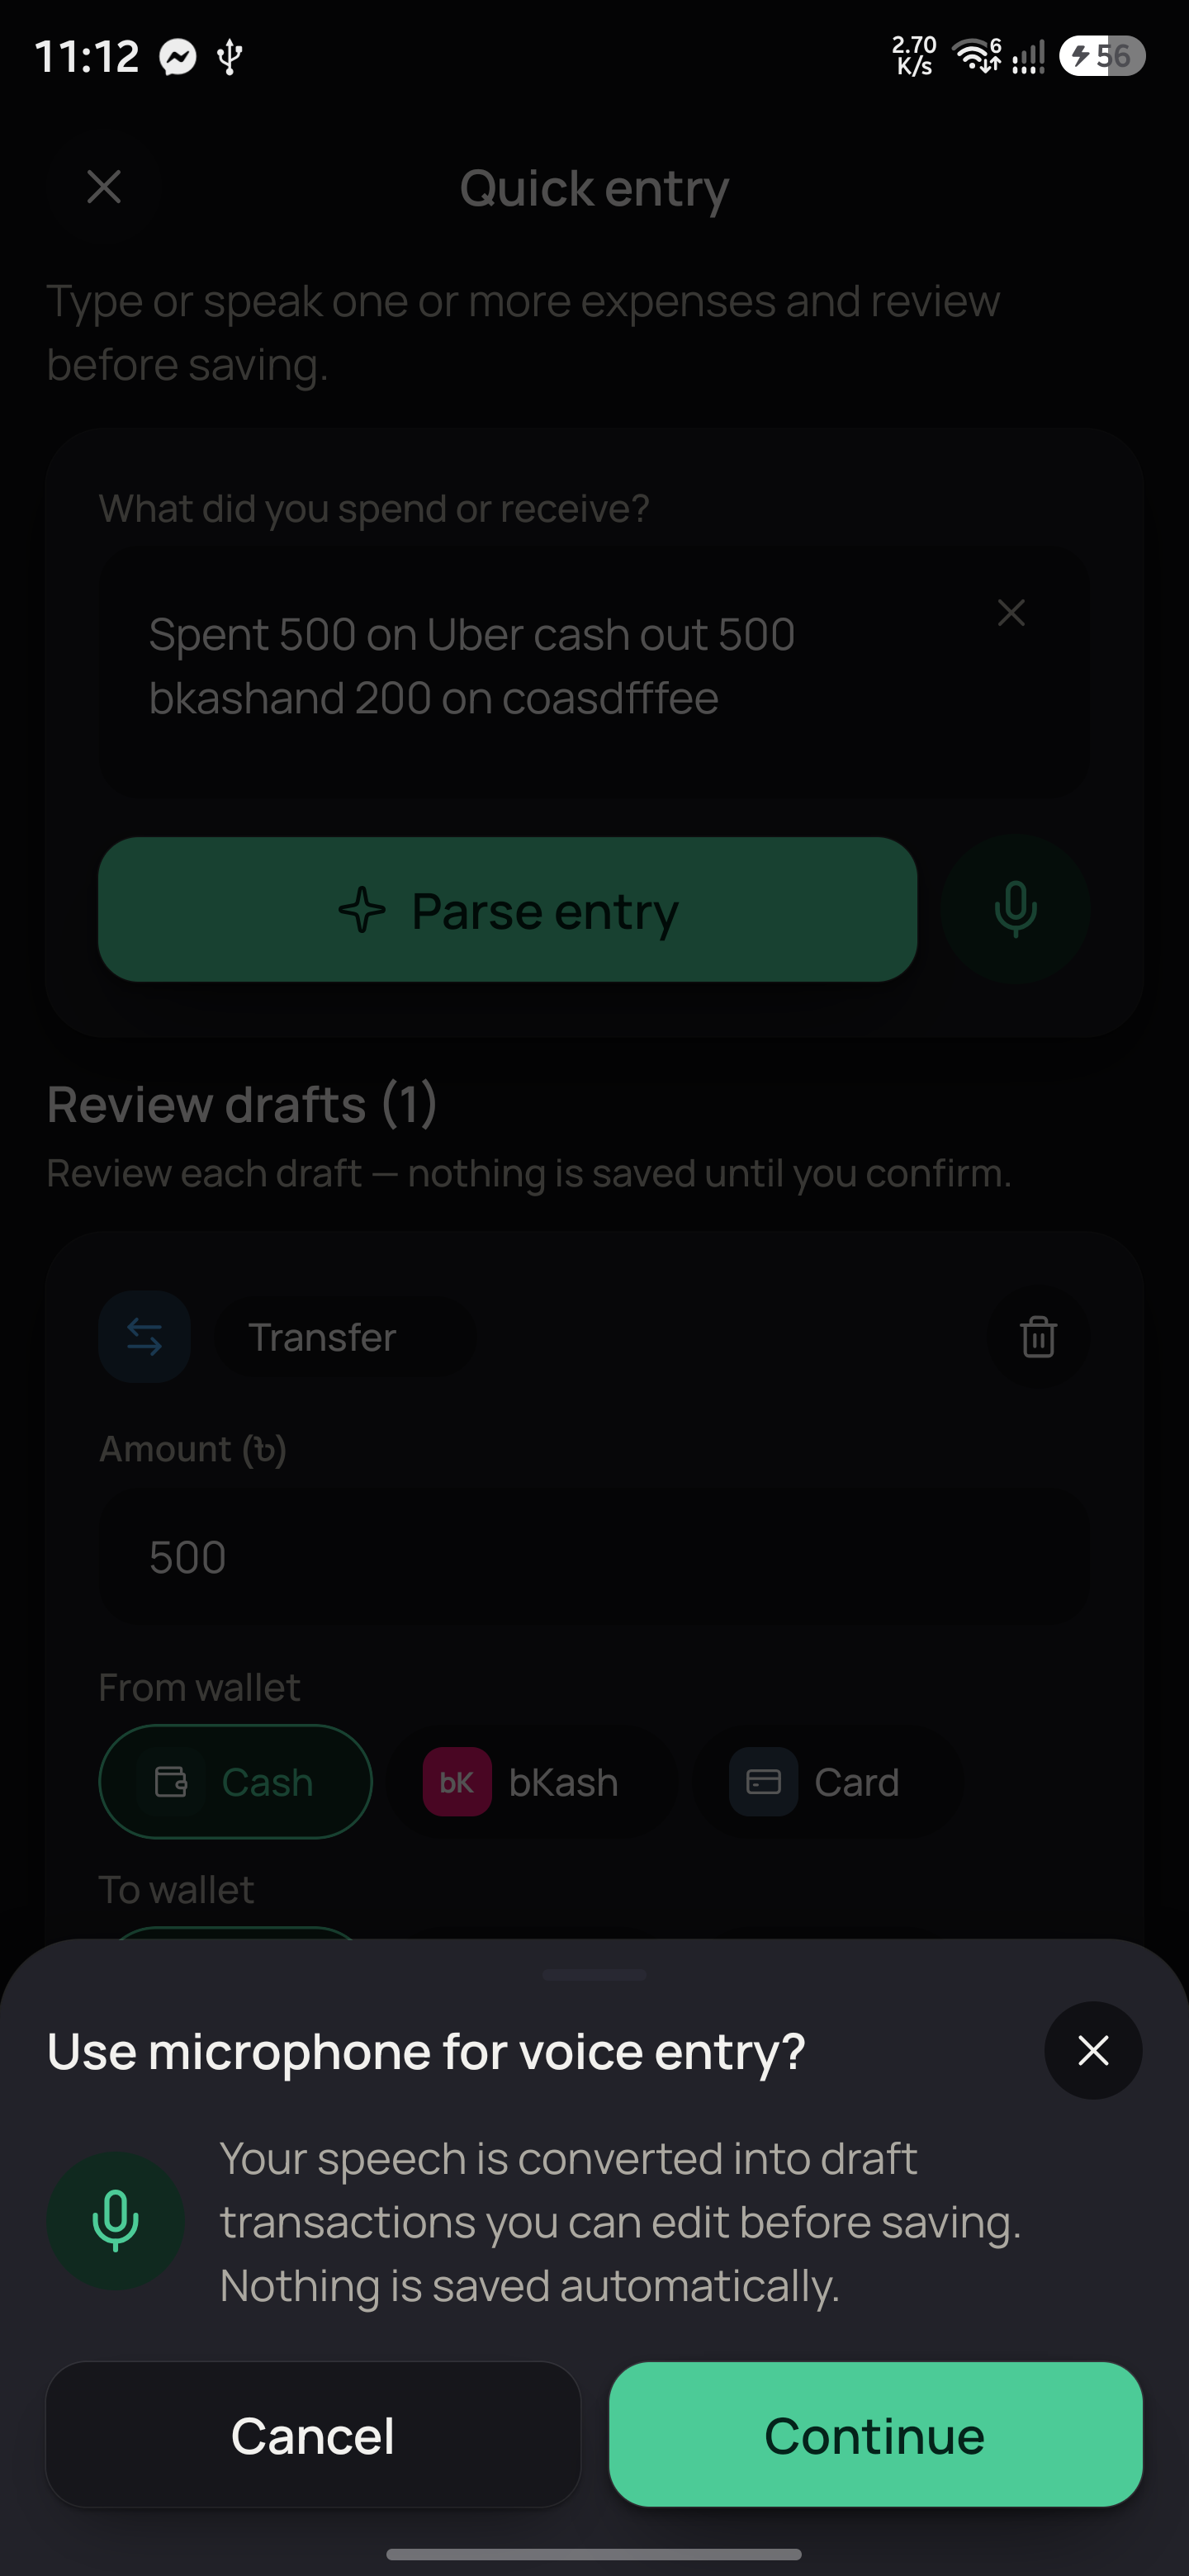 11:12
2.70
K/s
6
56
Quick entry
Type or speak one or more expenses and review
before saving.
What did you spend or receive?
Spent 500 on Uber cash out 500
bkashand 200 on coasdfffee
Parse entry
Review drafts (1)
Review each draft — nothing is saved until you confirm.
Transfer
Amount (৳)
500
From wallet
Cash
bK bKash
Card
To wallet
Use microphone for voice entry?
Your speech is converted into draft
transactions you can edit before saving.
Nothing is saved automatically.
Cancel
Continue